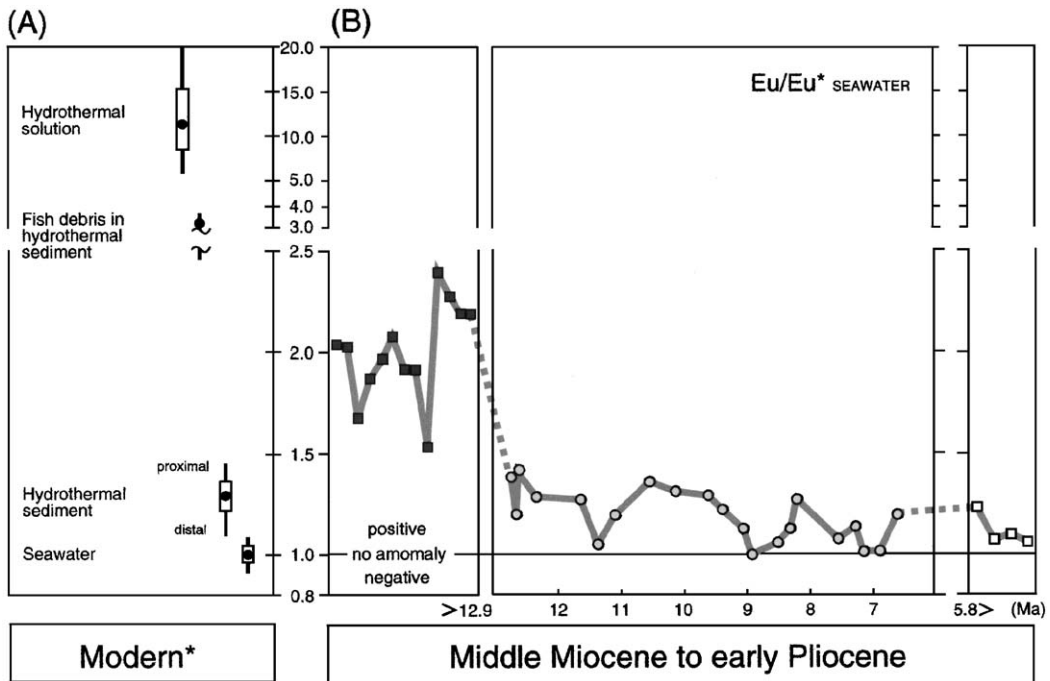 (A)
(B)
Hydrothermal
solution
Fish debris in
hydrothermal
sediment
proximal
Hydrothermal
sediment
distal
Seawater
20.0
15.0
10.0
5.0
4.0
3.0
2.5
2.0
1.5
1.0
0.8
Eu/Eu* SEAWATER
positive
no amomaly
negative
>12.9
12 11 10 9 8 7
5.8> (Ma)
Modern*
Middle Miocene to early Pliocene